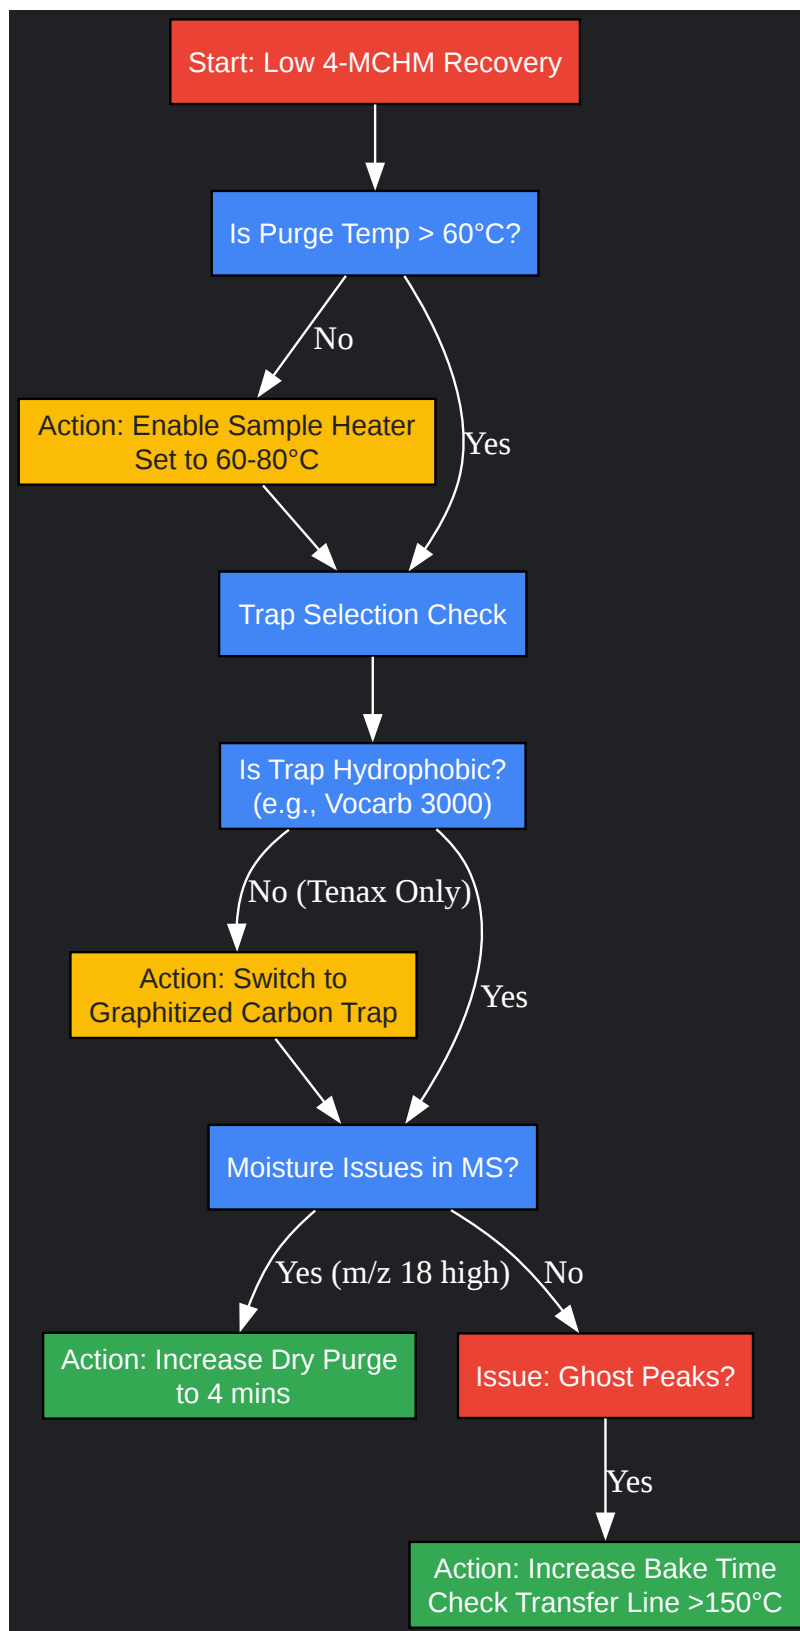 Start: Low 4-MCHM Recovery
Is Purge Temp > 60°C?
No
Action: Enable Sample Heater
Set to 60-80°C
Yes
Trap Selection Check
Is Trap Hydrophobic?
(e.g., Vocarb 3000)
No (Tenax Only)
Action: Switch to
Graphitized Carbon Trap
Yes
Moisture Issues in MS?
Yes (m/z 18 high)
No
Action: Increase Dry Purge
to 4 mins
Issue: Ghost Peaks?
Yes
Action: Increase Bake Time
Check Transfer Line >150°C